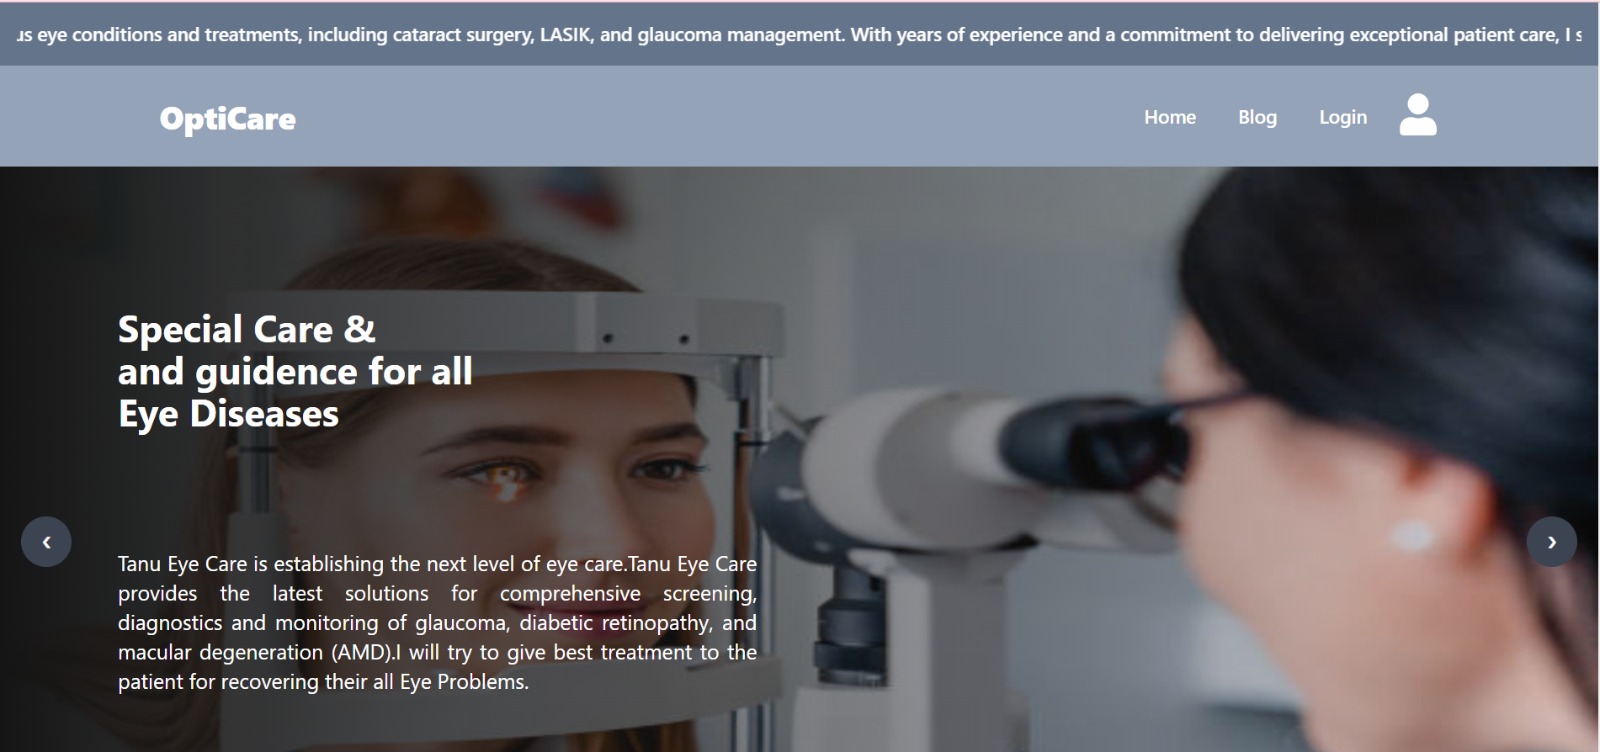 eye conditions and treatments, including cataract surgery, LASIK, and glaucoma management. With years of experience and a commitment to delivering exceptional patient care, I
OptiCare
Home Blog Login
Special Care &
and guidence for all
Eye Diseases
Tanu Eye Care is establishing the next level of eye care.Tanu Eye Care
provides the latest solutions for comprehensive screening,
diagnostics and monitoring of glaucoma, diabetic retinopathy, and
macular degeneration (AMD).I will try to give best treatment to the
patient for recovering their all Eye Problems.